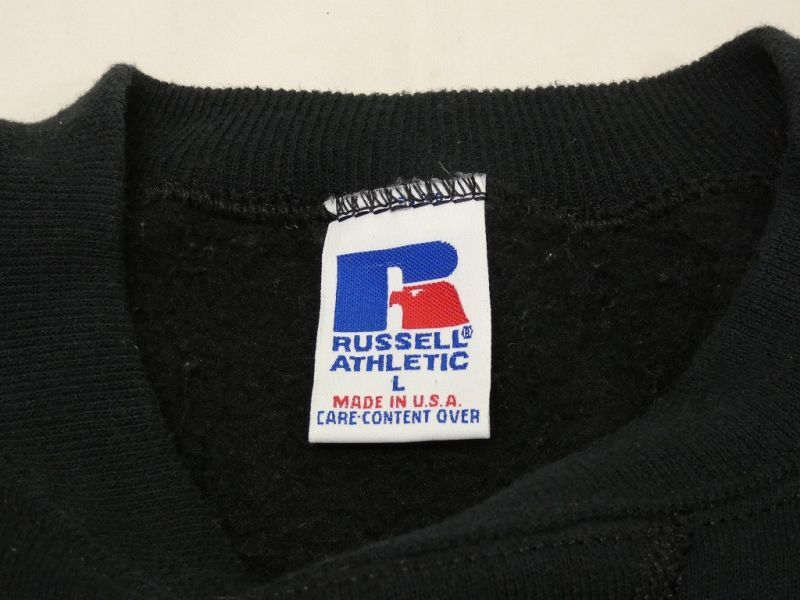 R
RUSSELL®
ATHLETIC
L
MADE IN U.S.A.
CARE-CONTENT OVER